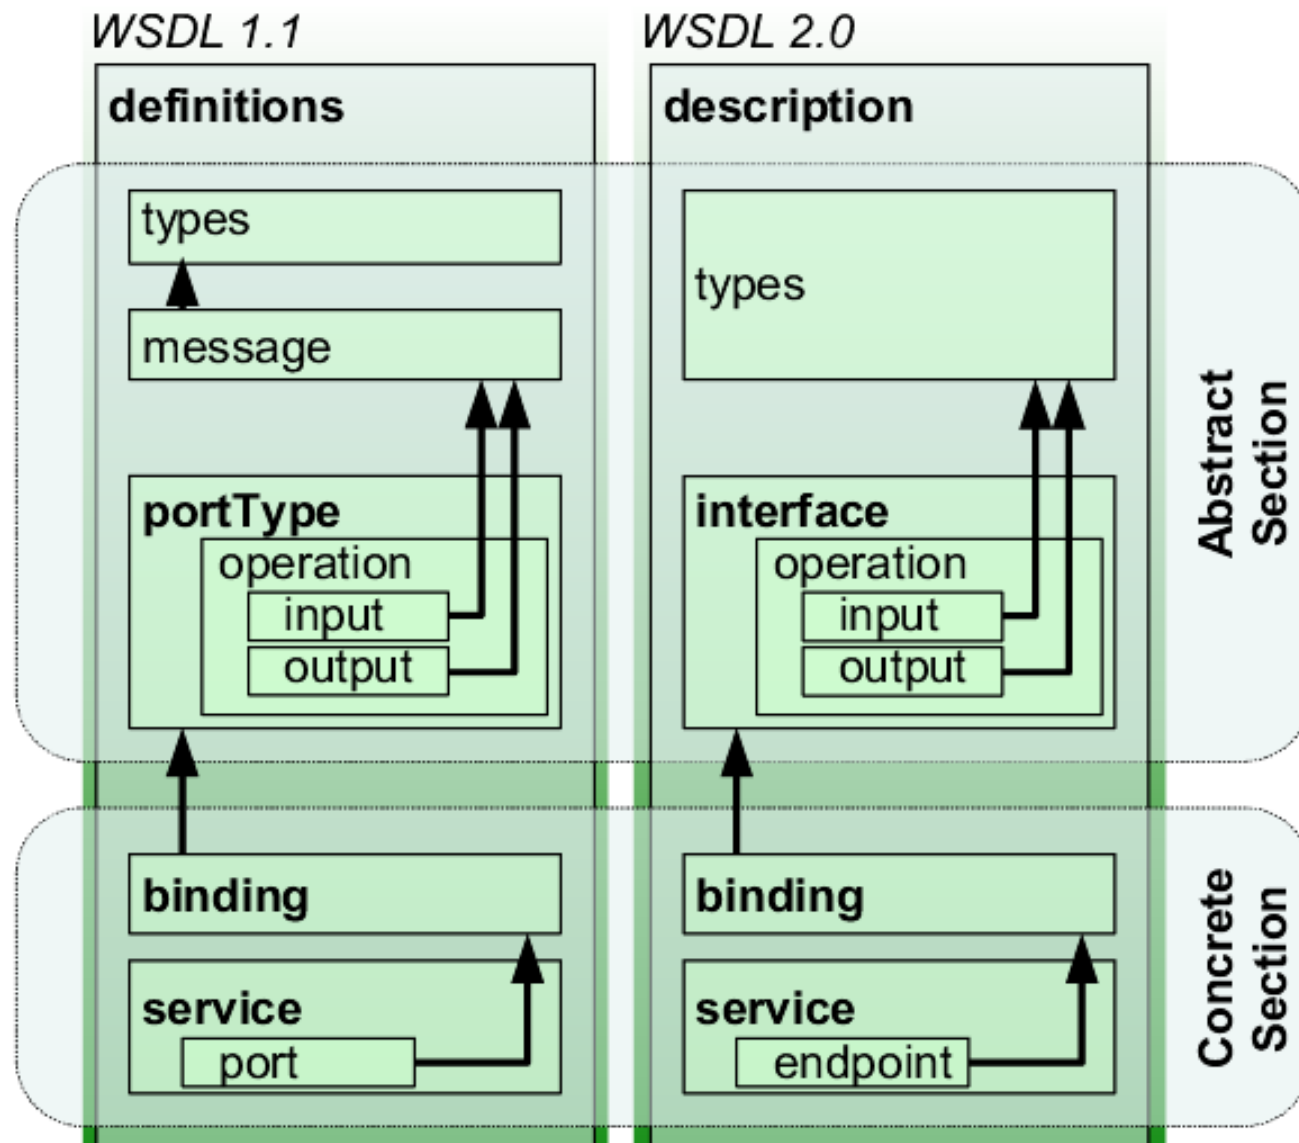 WSDL 1.1
definitions
types
message
portType
operation
input
output
binding
service
port
WSDL 2.0
description
types
interface
operation
input
output
binding
service
endpoint
Abstract
Section
Concrete
Section